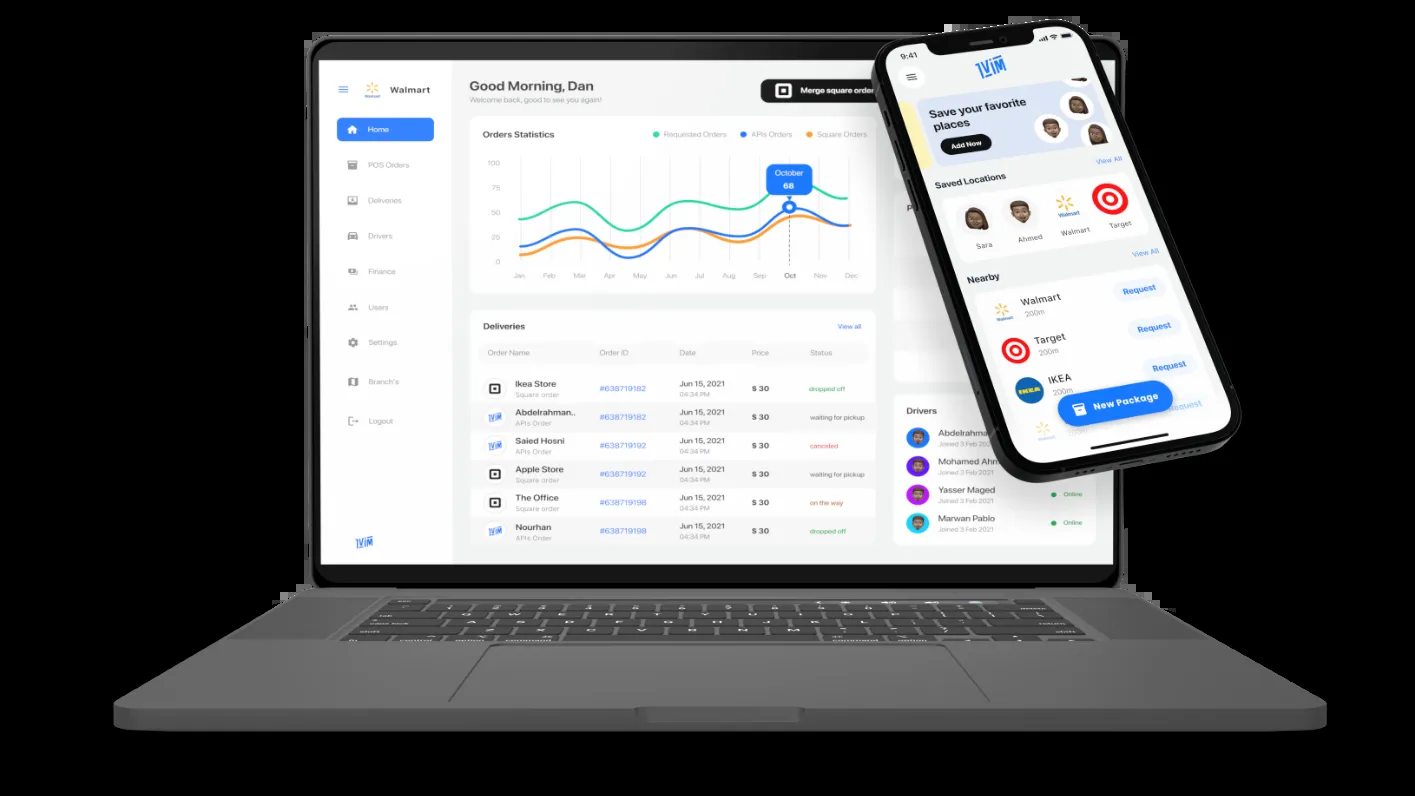 Walmart
Home
POS Orders
Deliveries
Drivers
Finance
Users
Settings
Branch's
Logout
1ViM
Good Morning, Dan
Welcome back, good to see you again!
Merge square order
Orders Statistics
Requested Orders
APIs Orders
Square Orders
100
75
50
25
0
October
68
Jan
Feb
Mar
Apr
May
Jun
Jul
Aug
Sep
Oct
Nov
Dec
Deliveries
View all
Order Name Order ID Date Price Status
Ikea Store #638719182 Jun 15, 2021 $ 30 dropped off
Square order 04:34 PM
Abdelrahman.. #638719182 Jun 15, 2021 $ 30 waiting for pickup
APIs Order 04:34 PM
Saied Hosni #638719192 Jun 15, 2021 $ 30 canceled
APIs Order 04:34 PM
Apple Store #638719192 Jun 15, 2021 $ 30 waiting for pickup
Square order 04:34 PM
The Office #638719198 Jun 15, 2021 $ 30 on the way
Square order 04:34 PM
Nourhan #638719198 Jun 15, 2021 $ 30 dropped off
APIs Order 04:34 PM
Drivers
Abdelrahma
Joined 3 Feb 202
Mohamed Ahm
Joined 3 Feb 2021
Yasser Maged
Joined 3 Feb 2021
Online
Marwan Pablo
Joined 3 Feb 2021
Online
9:41
1ViM
Save your favorite
places
Add Now
Saved Locations
View All
Sara
Ahmed
Walmart
Target
Nearby
View All
Walmart
200m
Request
Target
200m
Request
IKEA
200m
Request
New Package
Request